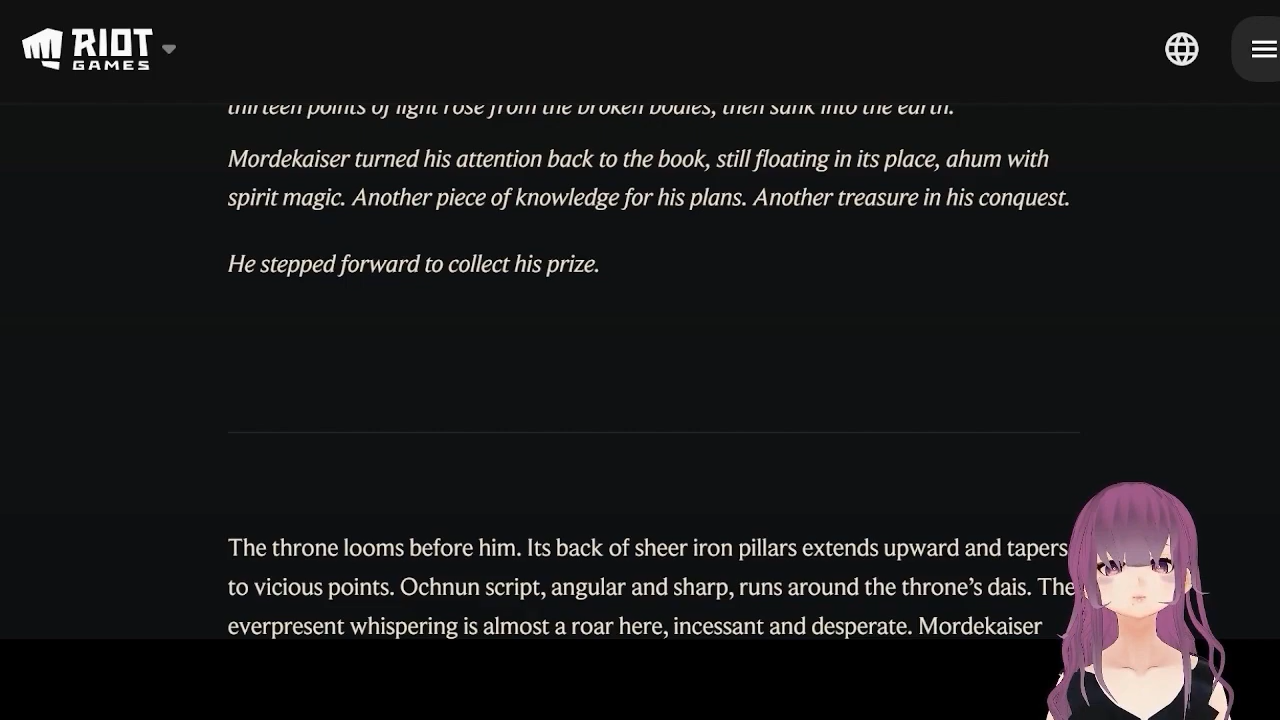 RIOT
GAMES
thirteen points of light rose from the broken bodies, then sank into the earth.
Mordekaiser turned his attention back to the book, still floating in its place, ahum with
spirit magic. Another piece of knowledge for his plans. Another treasure in his conquest.
He stepped forward to collect his prize.
The throne looms before him. Its back of sheer iron pillars extends upward and tapers
to vicious points. Ochnun script, angular and sharp, runs around the throne’s dais. The
everpresent whispering is almost a roar here, incessant and desperate. Mordekaiser